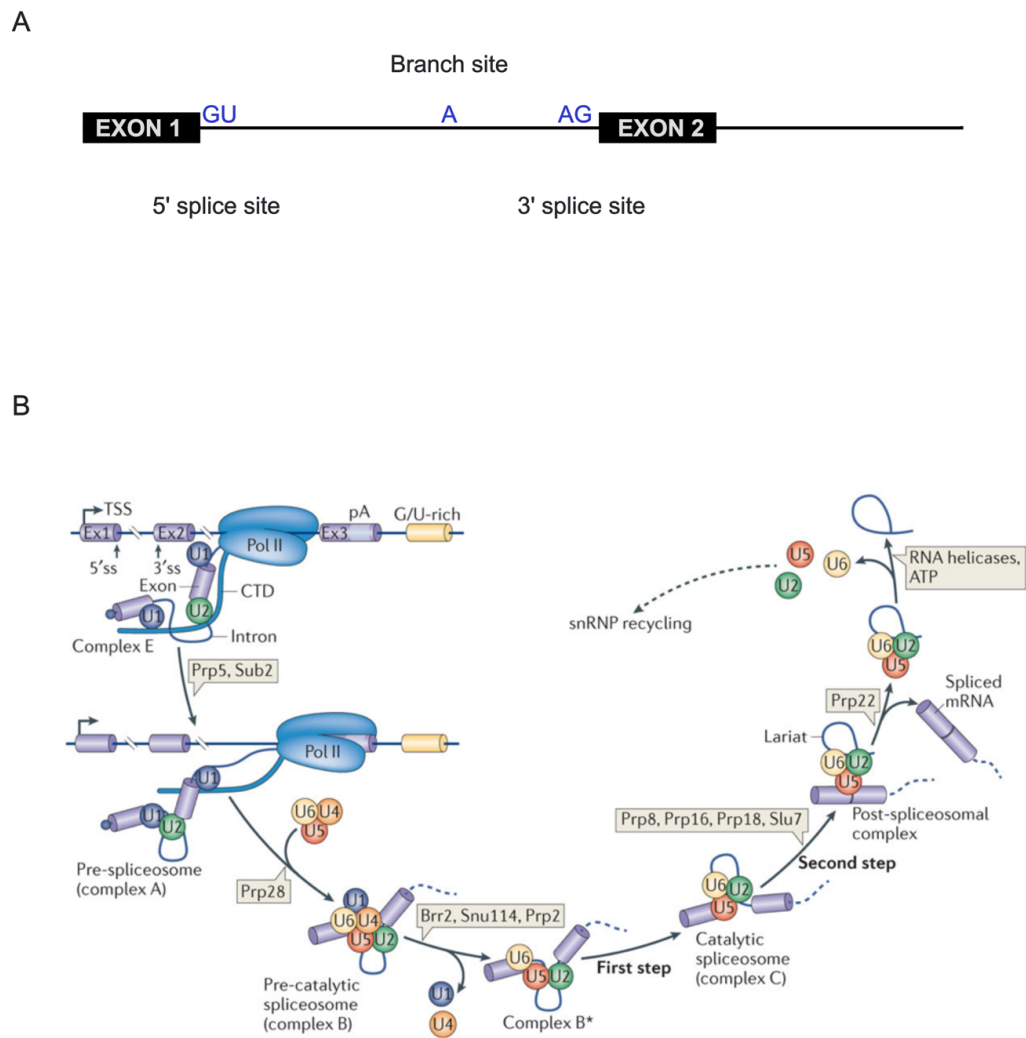 A
Branch site
GU
A
AG
EXON 1
EXON 2
5' splice site
3' splice site
B
TSS
Ex1
Ex2
5′ss
3′ss
U1
Pol II
Ex3
pA
G/U-rich
Exon
CTD
U1
U2
Complex E
Intron
Prp5, Sub2
Pol II
U1
U1
U2
Pre-spliceosome
(complex A)
U6
U4
U5
Prp28
U1
U6
U4
U5
U2
Pre-catalytic
spliceosome
(complex B)
Brr2, Snu114, Prp2
U1
U4
U6
U5
U2
Complex B*
First step
U6
U2
U5
Catalytic
spliceosome
(complex C)
Prp8, Prp16, Prp18, Slu7
Second step
Lariat
U6
U2
U5
Post-spliceosomal
complex
Prp22
Spliced
mRNA
U6
U2
U5
RNA helicases,
ATP
U5
U6
U2
snRNP recycling